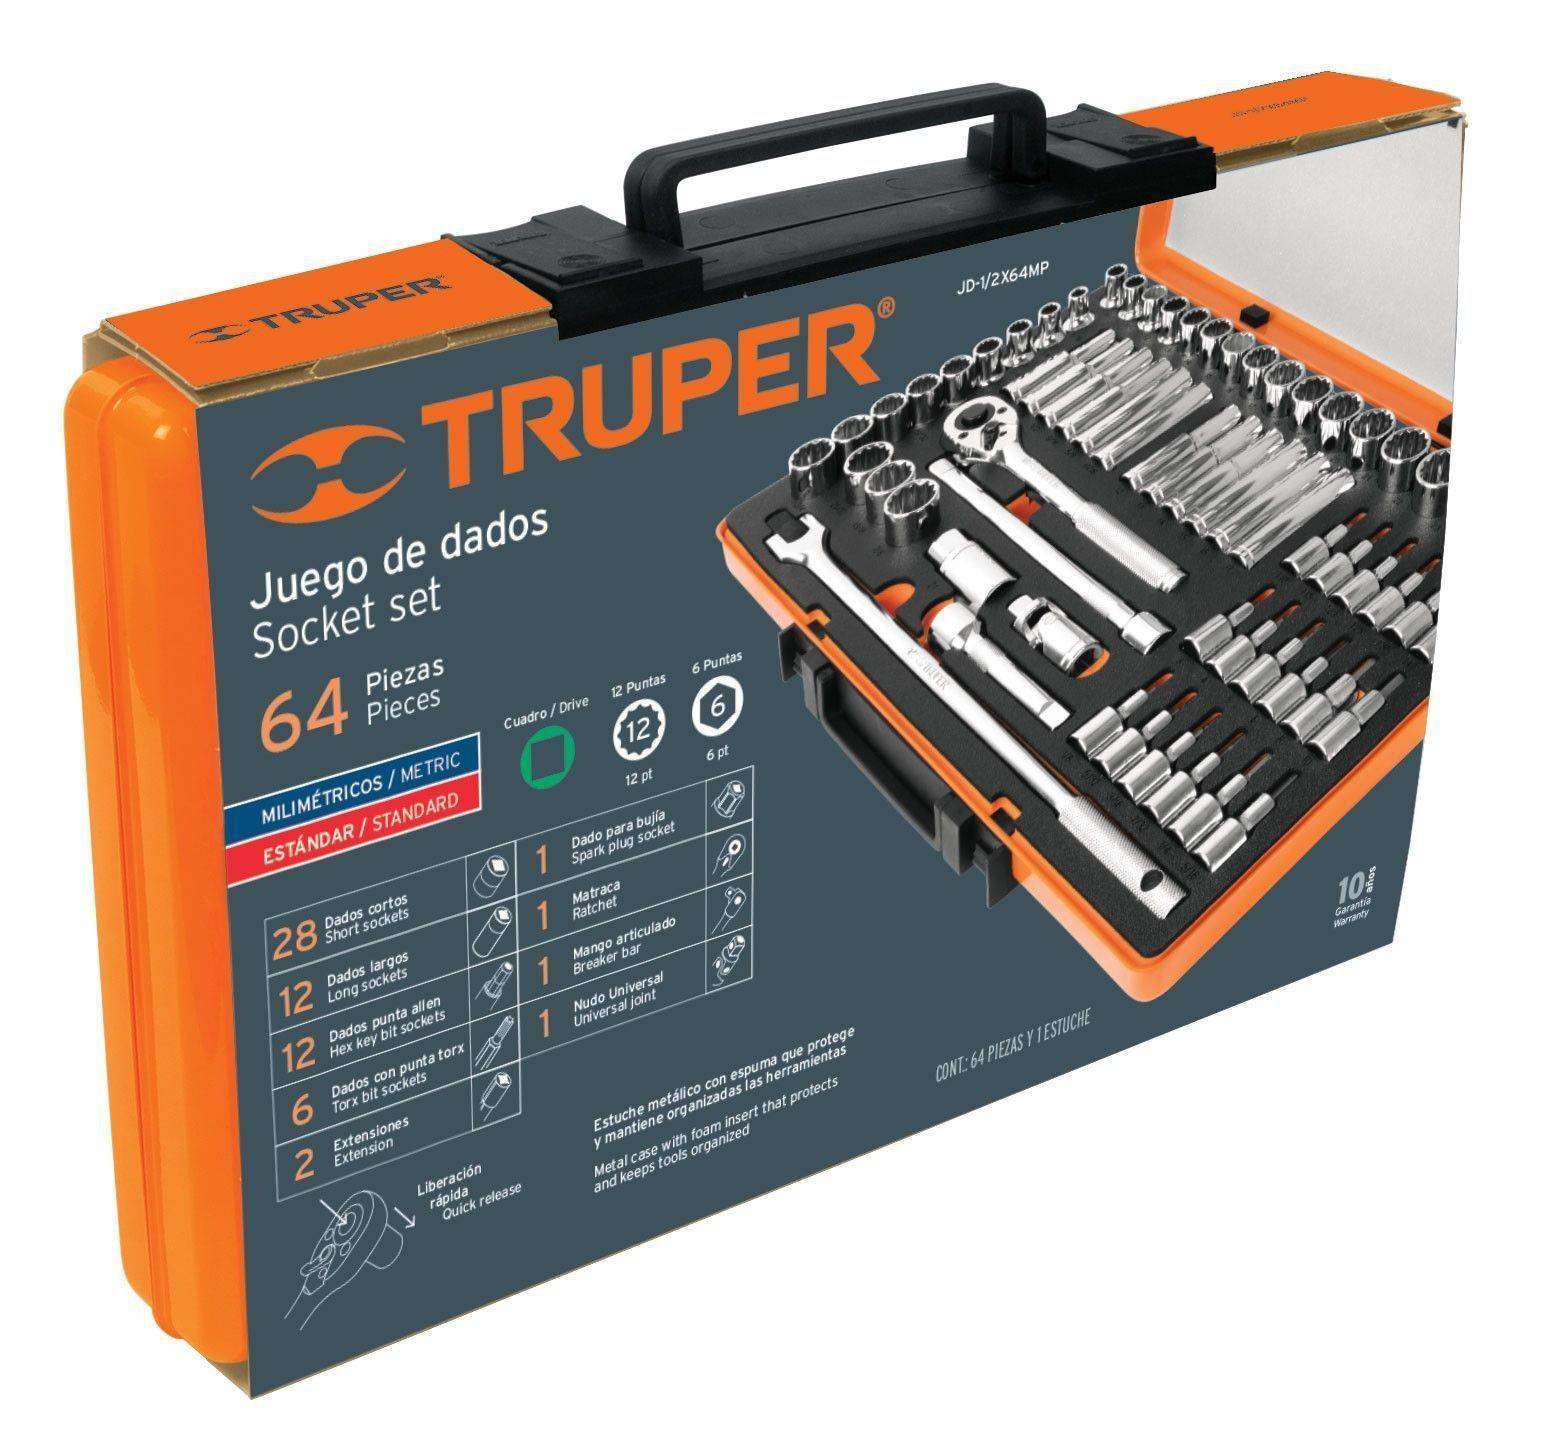 TRUPER
JD-1/2X64MP
TRUPER®
Juego de dados
Socket set
64 Piezas
Pieces
MILIMÉTRICOS / METRIC
ESTÁNDAR / STANDARD
Cuadro / Drive
12 Puntas
12
12 pt
6 Puntas
6
6 pt
28 Dados cortos
Short sockets
12 Dados largos
Long sockets
12 Dados punta allen
Hex key bit sockets
6 Dados con punta torx
Torx bit sockets
2 Extensiones
Extension
1 Dado para bujía
Spark plug socket
1 Matraca
Ratchet
1 Mango articulado
Breaker bar
1 Nudo Universal
Universal joint
Liberación
rápida
Quick release
Estuche metálico con espuma que protege
y mantiene organizadas las herramientas
Metal case with foam insert that protects
and keeps tools organized
CONT.: 64 PIEZAS Y 1 ESTUCHE
10 años
Garantía
Warranty
TRUPER